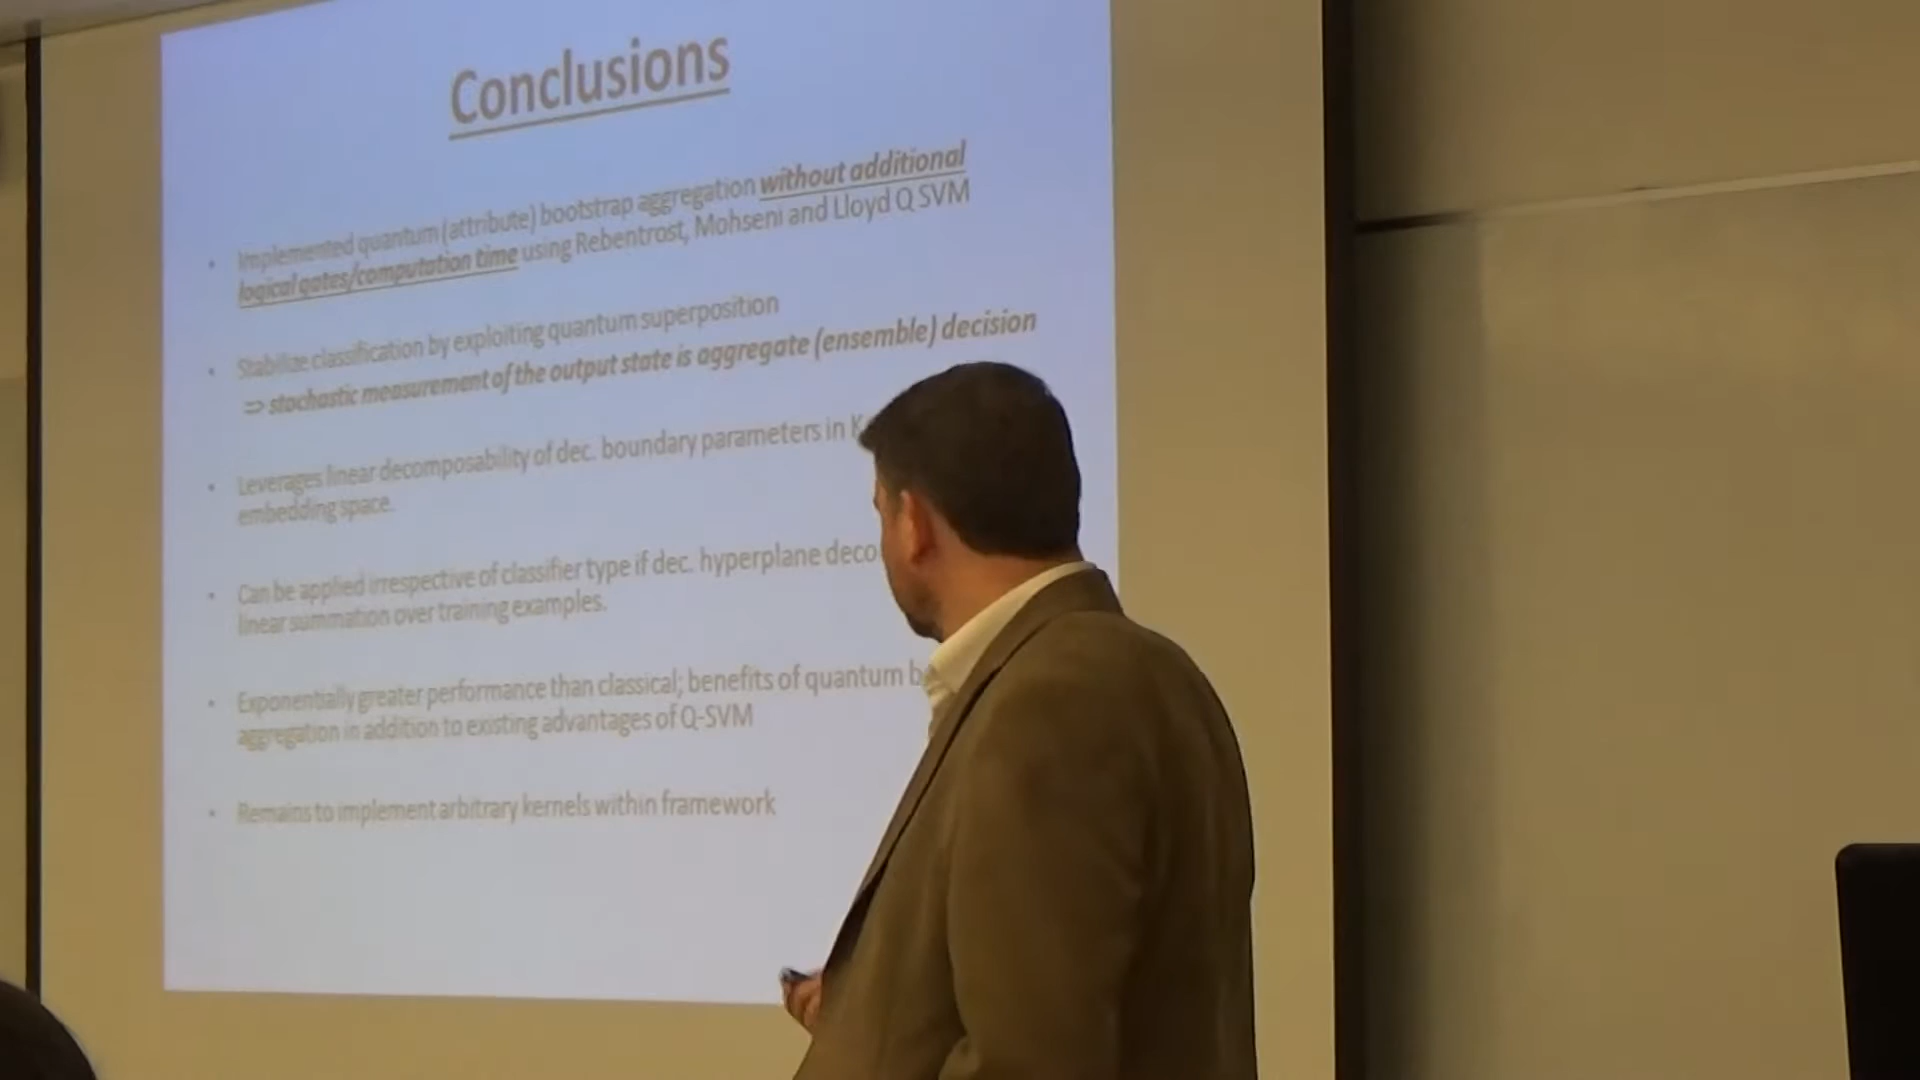 Conclusions
• Implemented quantum (attribute) bootstrap aggregation without additional
logical gates/computation time using Rebentrost, Mohseni and Lloyd Q SVM
• Stabilize classification by exploiting quantum superposition
=> stochastic measurement of the output state is aggregate (ensemble) decision
• Leverages linear decomposability of dec. boundary parameters in
embedding space.
• Can be applied irrespective of classifier type if dec. hyperplane
linear summation over training examples.
• Exponentially greater performance than classical; benefits of quantum
aggregation in addition to existing advantages of Q-SVM
• Remains to implement arbitrary kernels within framework